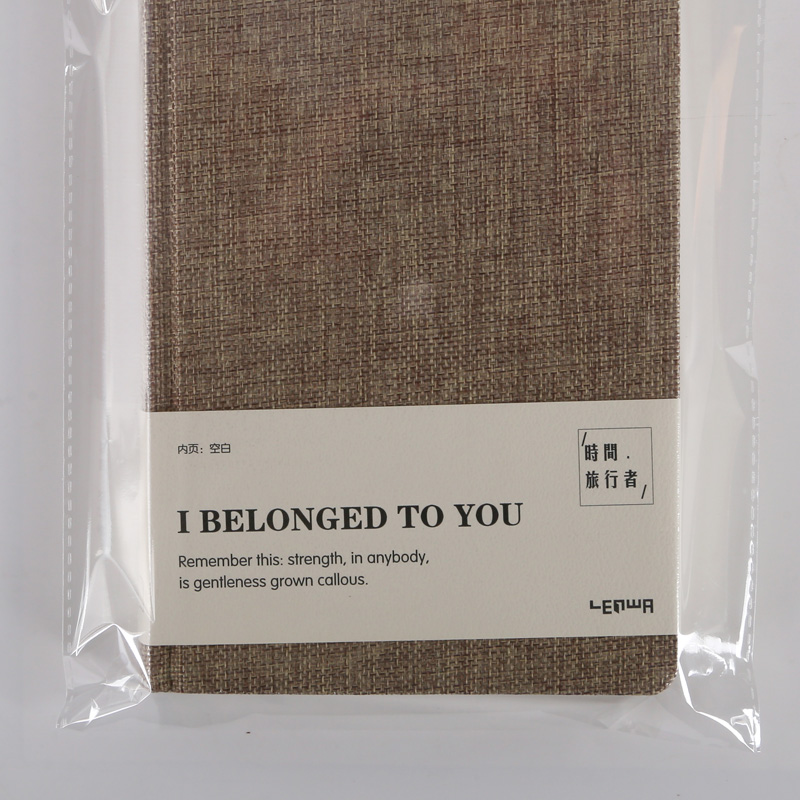 内页：空白
時間.
旅行者
I BELONGED TO YOU
Remember this: strength, in anybody,
is gentleness grown callous.
LENWA